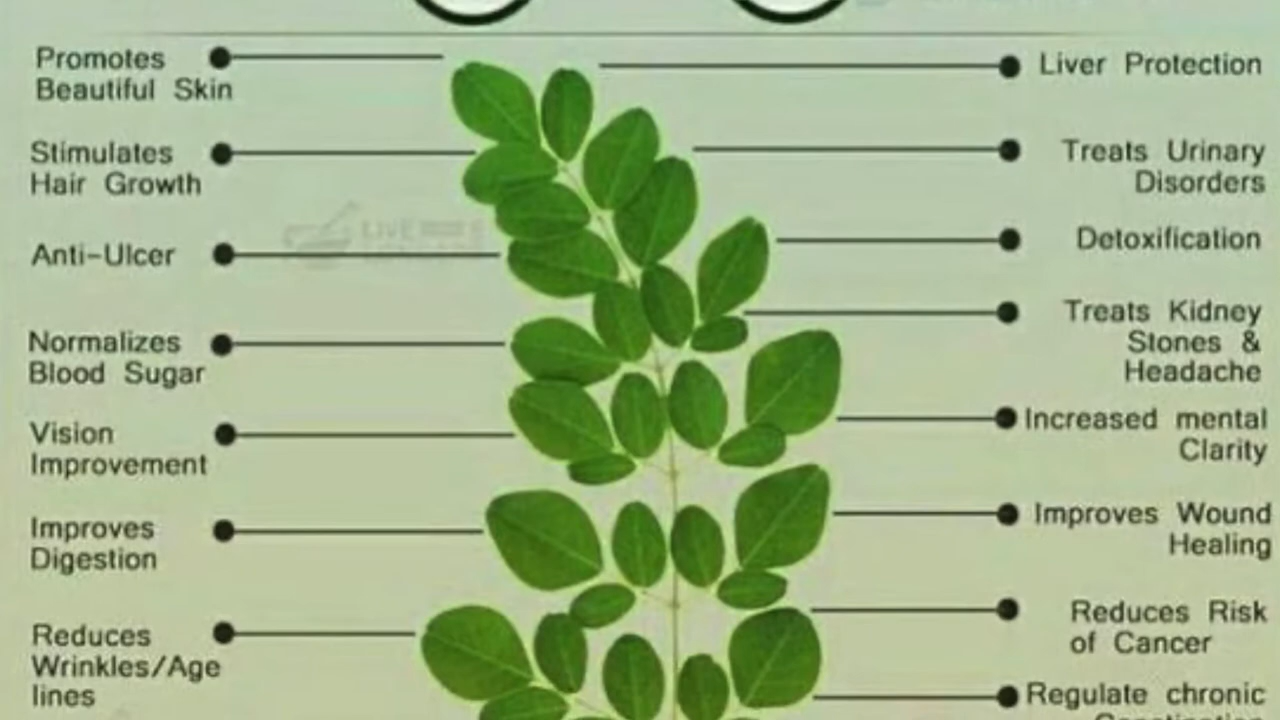 Promotes
Beautiful Skin
Stimulates
Hair Growth
Anti-Ulcer
Normalizes
Blood Sugar
Vision
Improvement
Improves
Digestion
Reduces
Wrinkles/Age
lines
Liver Protection
Treats Urinary
Disorders
Detoxification
Treats Kidney
Stones &
Headache
Increased mental
Clarity
Improves Wound
Healing
Reduces Risk
of Cancer
Regulate chronic
LIVE